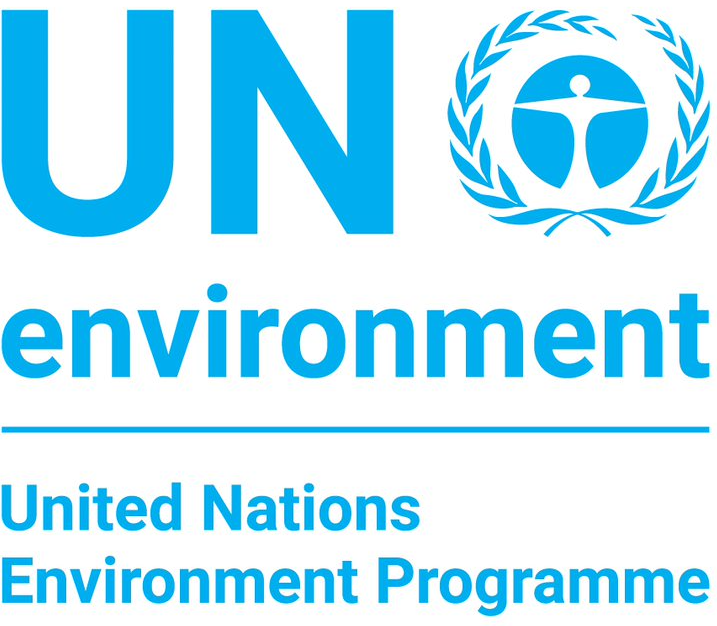 UN
environment
United Nations
Environment Programme